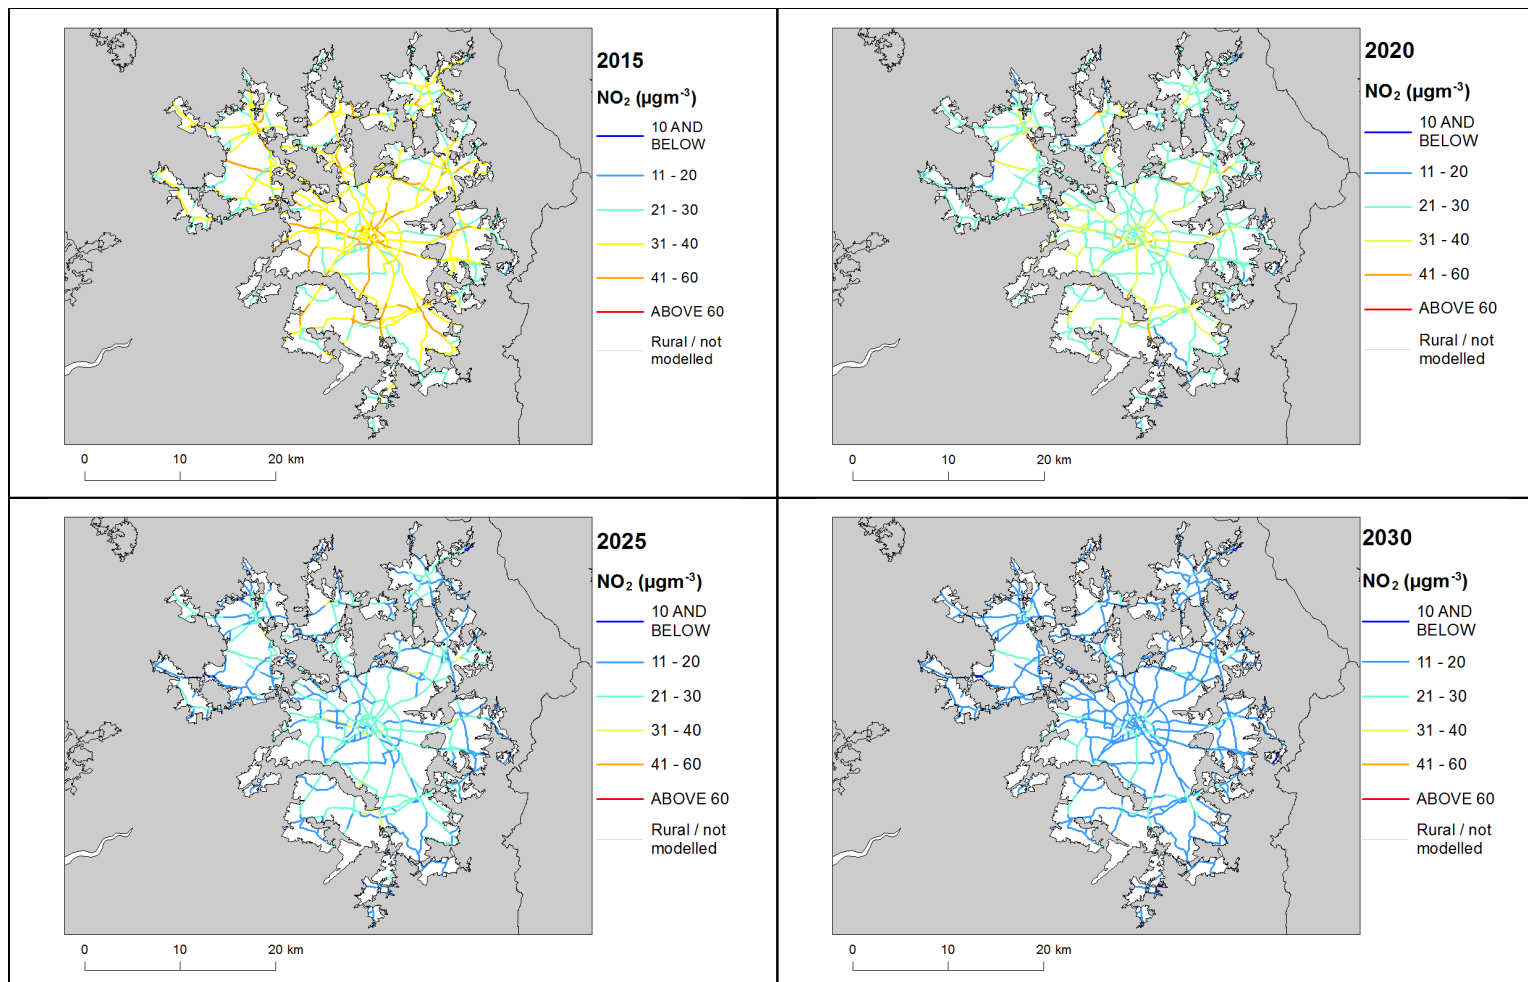 2015
NO₂ (µgm⁻³)
10 AND
BELOW
11 - 20
21 - 30
31 - 40
41 - 60
ABOVE 60
Rural / not
modelled
0 10 20 km
2020
NO₂ (µgm⁻³)
10 AND
BELOW
11 - 20
21 - 30
31 - 40
41 - 60
ABOVE 60
Rural / not
modelled
0 10 20 km
2025
NO₂ (µgm⁻³)
10 AND
BELOW
11 - 20
21 - 30
31 - 40
41 - 60
ABOVE 60
Rural / not
modelled
0 10 20 km
2030
NO₂ (µgm⁻³)
10 AND
BELOW
11 - 20
21 - 30
31 - 40
41 - 60
ABOVE 60
Rural / not
modelled
0 10 20 km